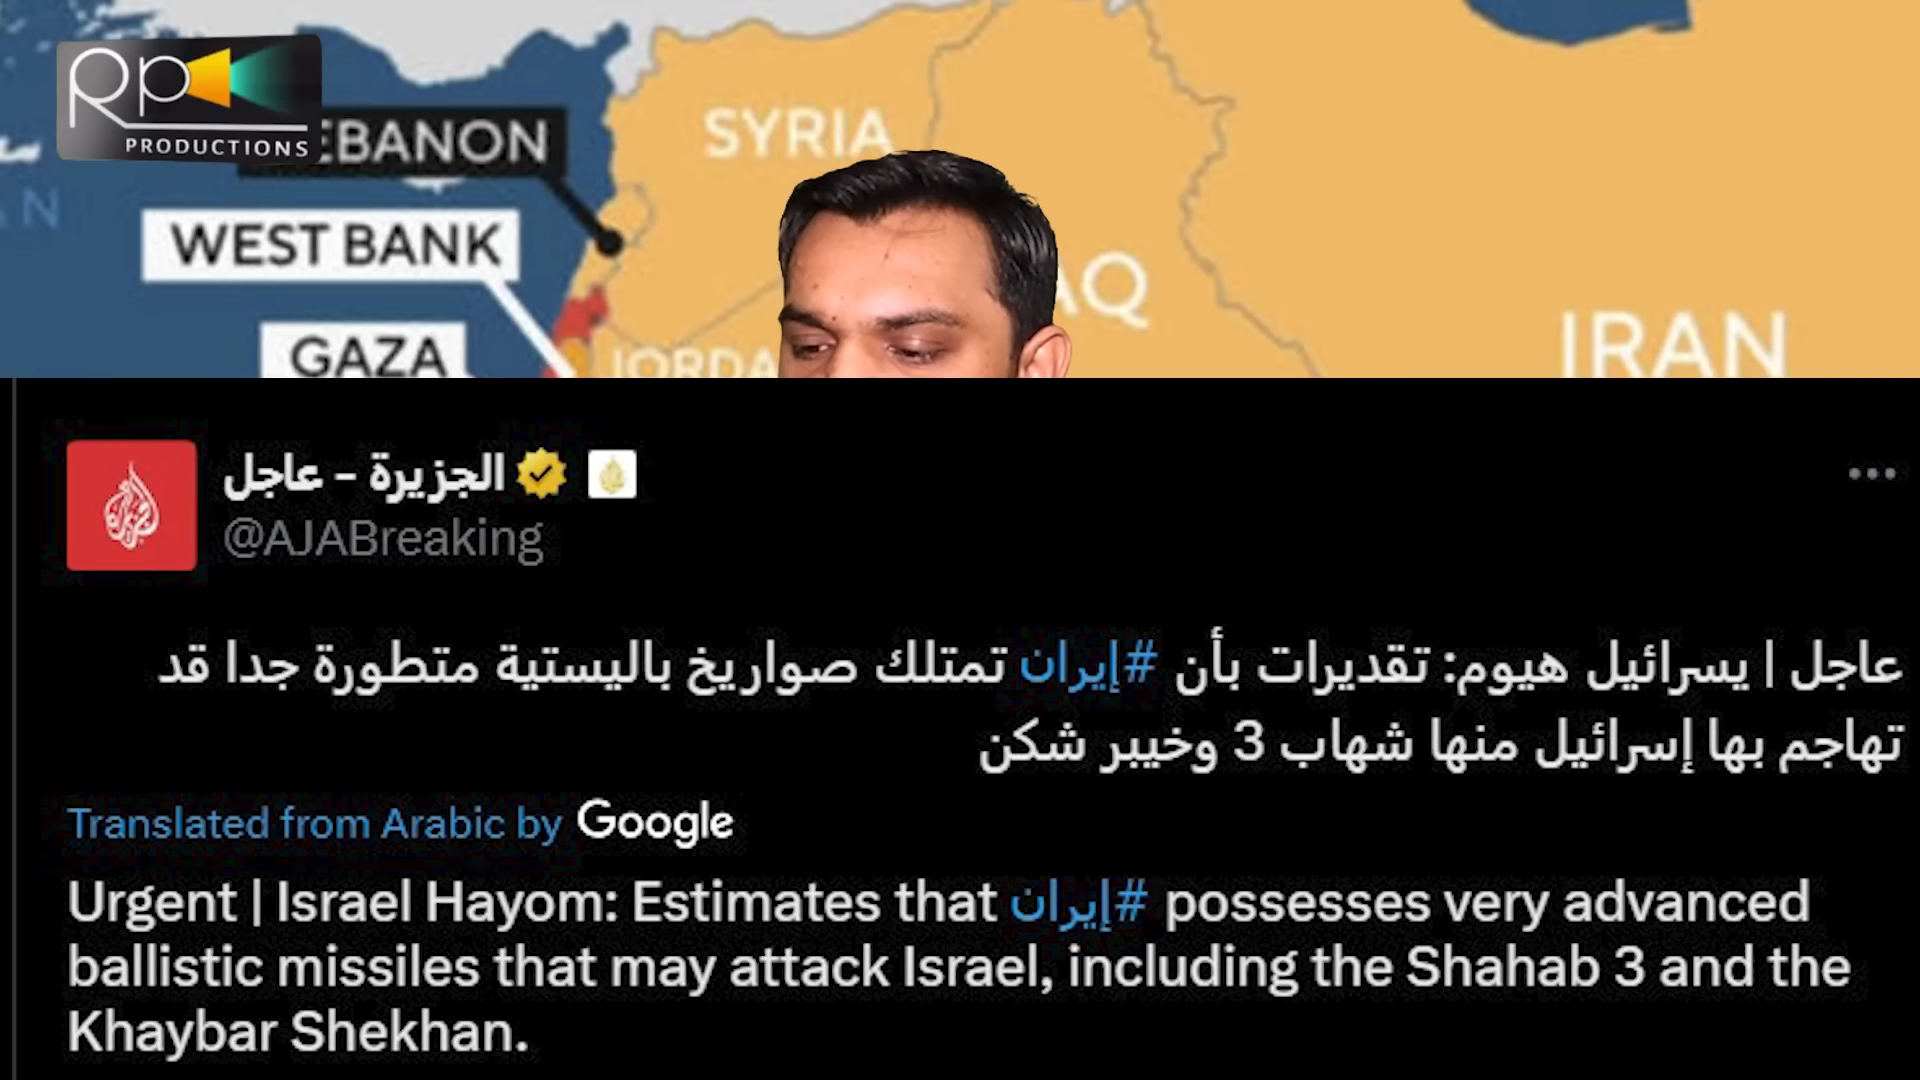 Rp
PRODUCTIONS
EBANON
SYRIA
WEST BANK
AQ
IRAN
GAZA
JORDA
الجزيرة - عاجل
@AJABreaking
عاجل | يسرائيل هيوم: تقديرات بأن #إيران تمتلك صواريخ باليستية متطورة جدا قد
تهاجم بها إسرائيل منها شهاب 3 وخيبر شكن
Translated from Arabic by Google
Urgent | Israel Hayom: Estimates that #إيران possesses very advanced
ballistic missiles that may attack Israel, including the Shahab 3 and the
Khaybar Shekhan.